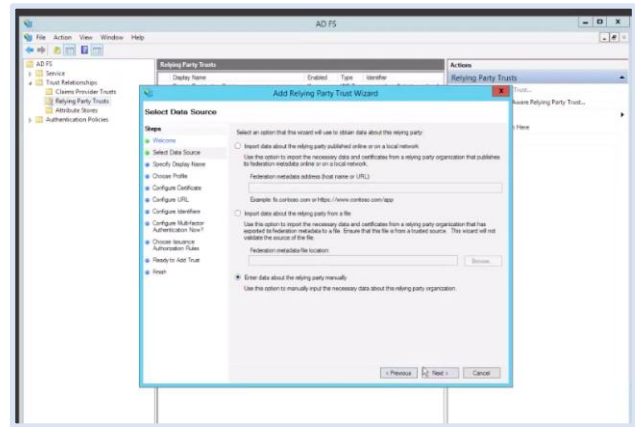 AD FS
File Action View Window Help
AD FS
Service
Trust Relationships
Claims Provider Trusts
Relying Party Trusts
Attribute Stores
Authentication Policies
Relying Party Trusts
Display Name Enabled Type Identifier
Actions
Relying Party Trusts
Trust...
Aware Relying Party Trust...
Here
Add Relying Party Trust Wizard
X
Select Data Source
Steps
Welcome
Select Data Source
Specify Display Name
Choose Profile
Configure Certificate
Configure URL
Configure Identifiers
Configure Multi-factor
Authentication Now?
Choose Issuance
Authorization Rules
Ready to Add Trust
Finish
Select an option that this wizard will use to obtain data about the relying party:
Import data about the relying party published online or on a local network
Use this option to import the necessary data and certificates from a relying party organization that publishes
its federation metadata online or on a local network.
Federation metadata address (host name or URL):
Example: fs.contoso.com or https://www.contoso.com/app
Import data about the relying party from a file
Use this option to import the necessary data and certificates from a relying party organization that has
exported its federation metadata to a file. Ensure that this file is from a trusted source. This wizard will not
validate the source of the file.
Federation metadata file location:
Browse...
Enter data about the relying party manually
Use this option to manually input the necessary data about the relying party organization.
< Previous
Next >
Cancel